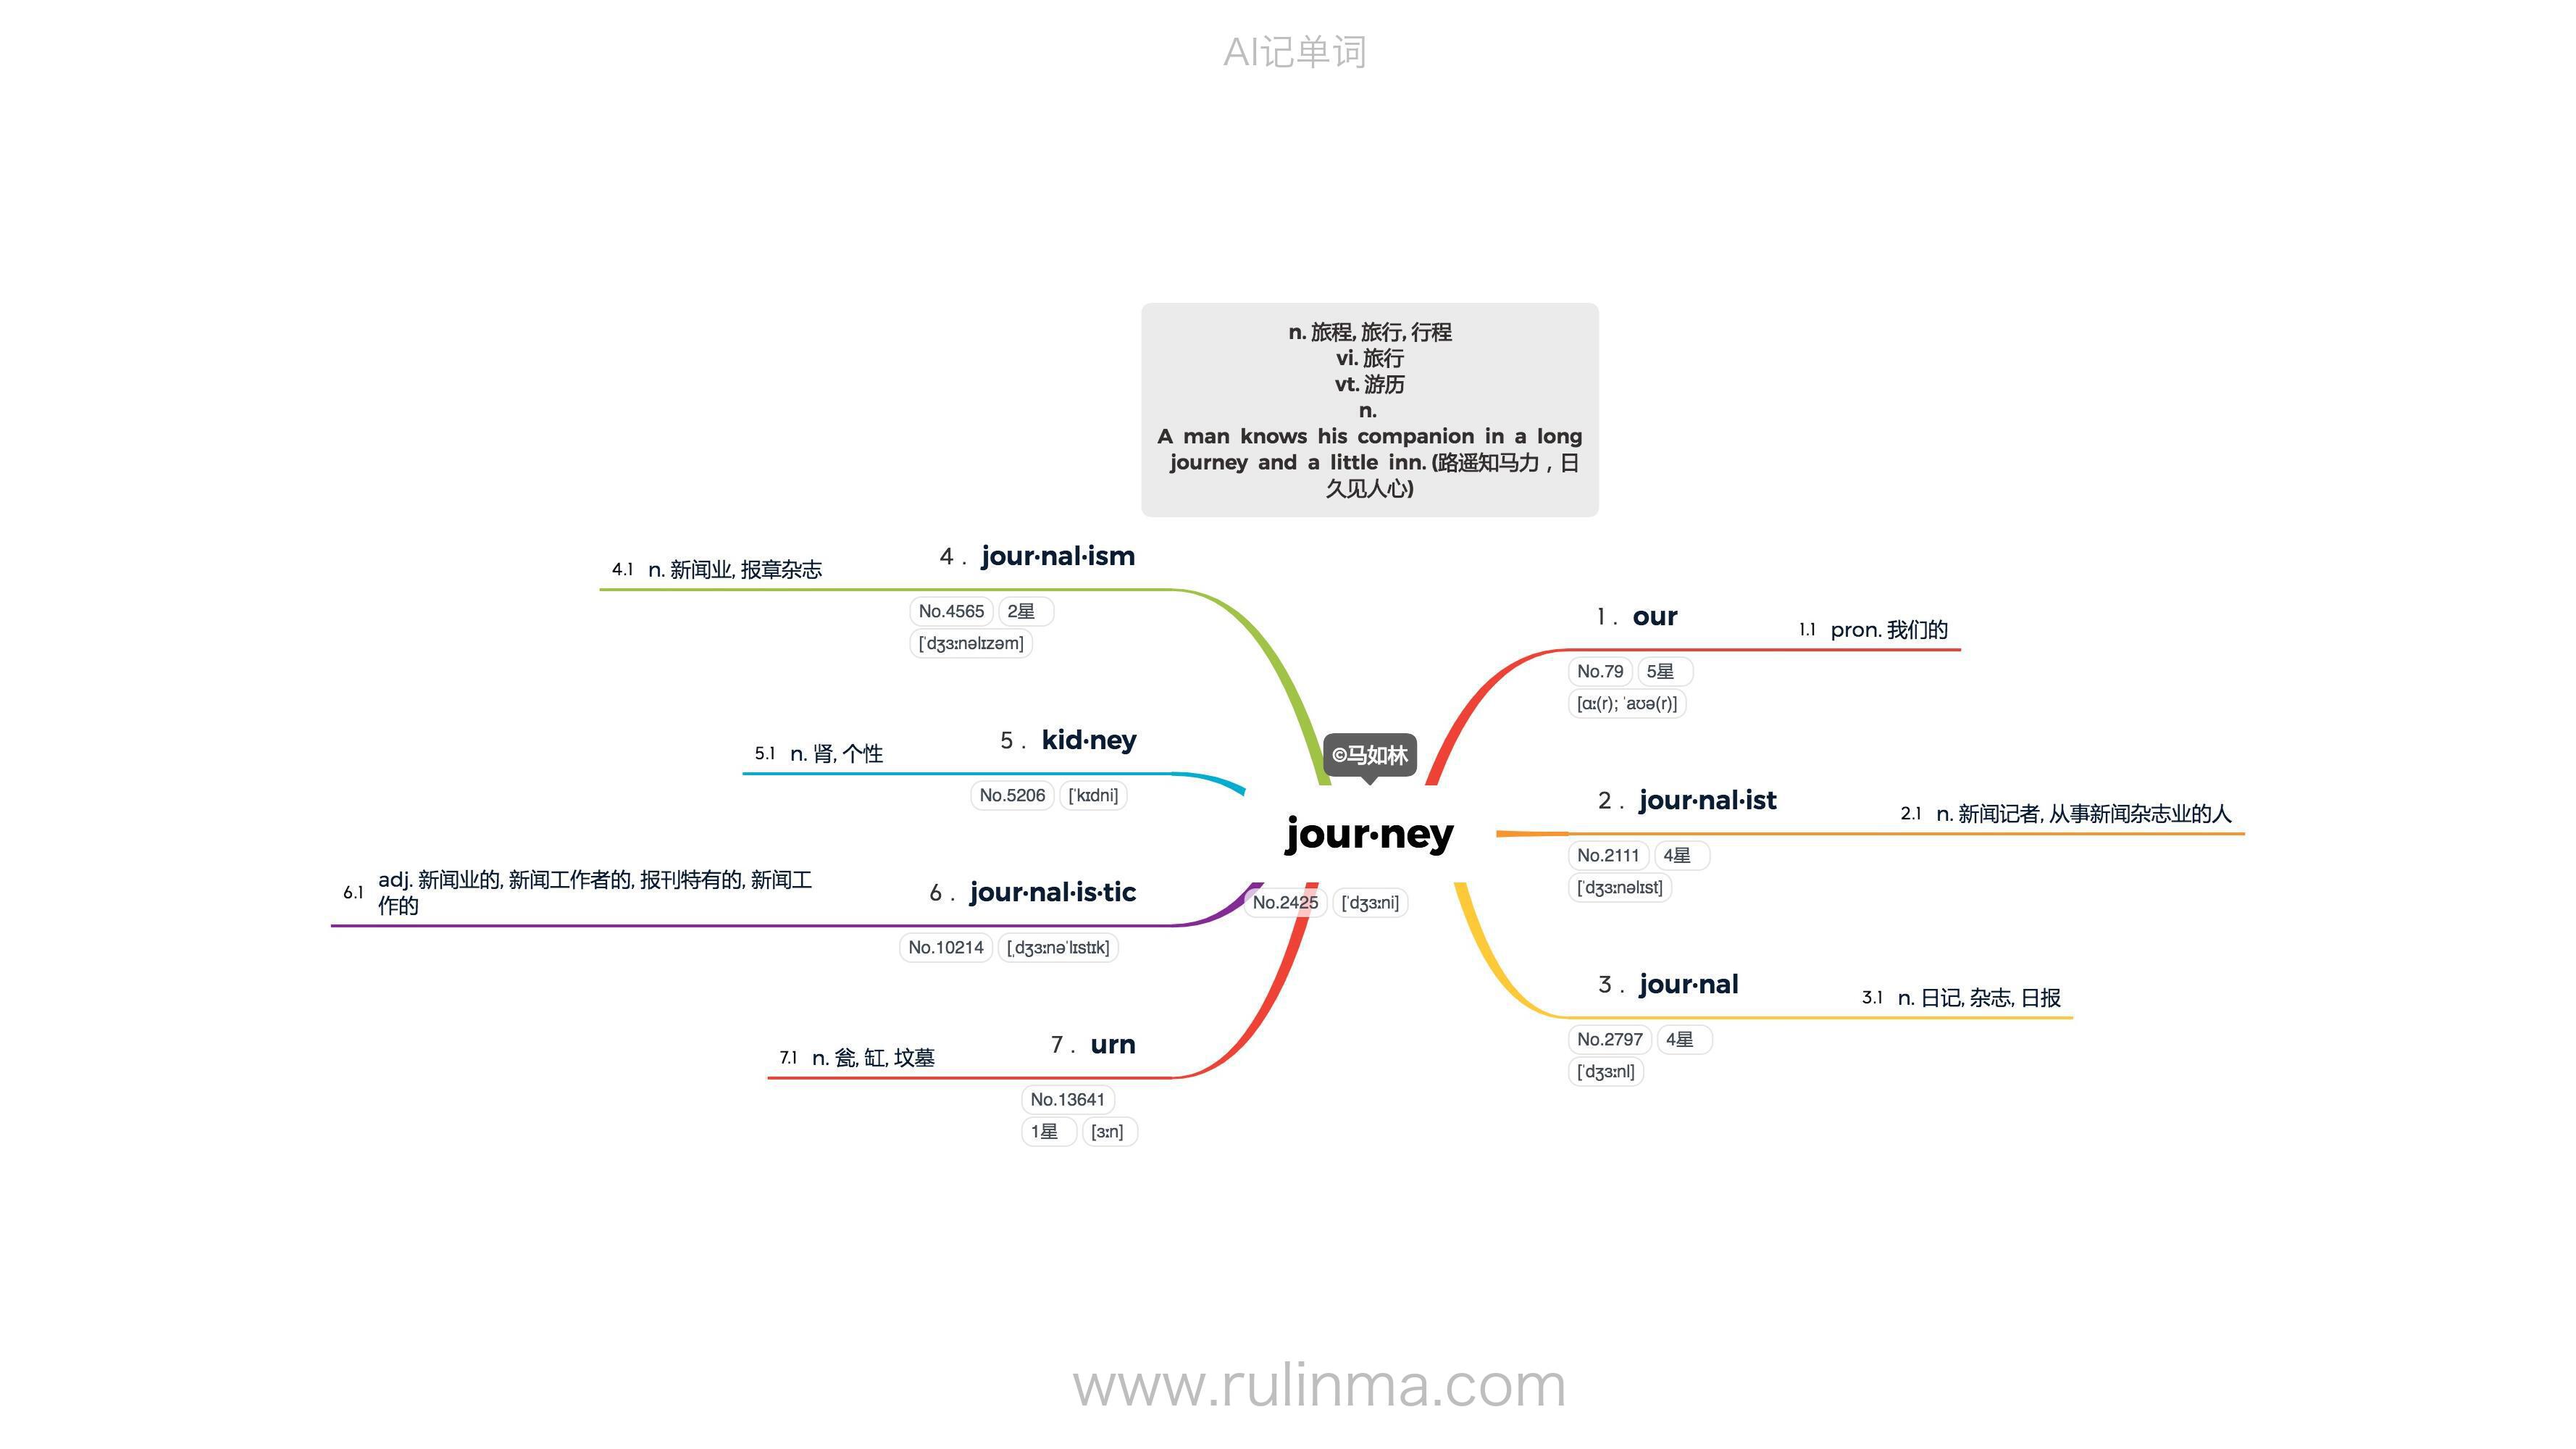 AI记单词
n. 旅程, 旅行, 行程
vi. 旅行
vt. 游历
n.
A man knows his companion in a long
journey and a little inn. (路遥知马力，日
久见人心)
©马如林
jour·ney
No.2425 [ˈdʒɜːni]
1 . our
1.1 pron. 我们的
No.79 5星
[ɑː(r); ˈaʊə(r)]
2 . jour·nal·ist
2.1 n. 新闻记者, 从事新闻杂志业的人
No.2111 4星
[ˈdʒɜːnəlɪst]
3 . jour·nal
3.1 n. 日记, 杂志, 日报
No.2797 4星
[ˈdʒɜːnl]
4 . jour·nal·ism
4.1 n. 新闻业, 报章杂志
No.4565 2星
[ˈdʒɜːnəlɪzəm]
5 . kid·ney
5.1 n. 肾, 个性
No.5206 [ˈkɪdni]
6 . jour·nal·is·tic
6.1 adj. 新闻业的, 新闻工作者的, 报刊特有的, 新闻工
作的
No.10214 [ˌdʒɜːnəˈlɪstɪk]
7 . urn
7.1 n. 瓮, 缸, 坟墓
No.13641
1星 [ɜːn]
www.rulinma.com